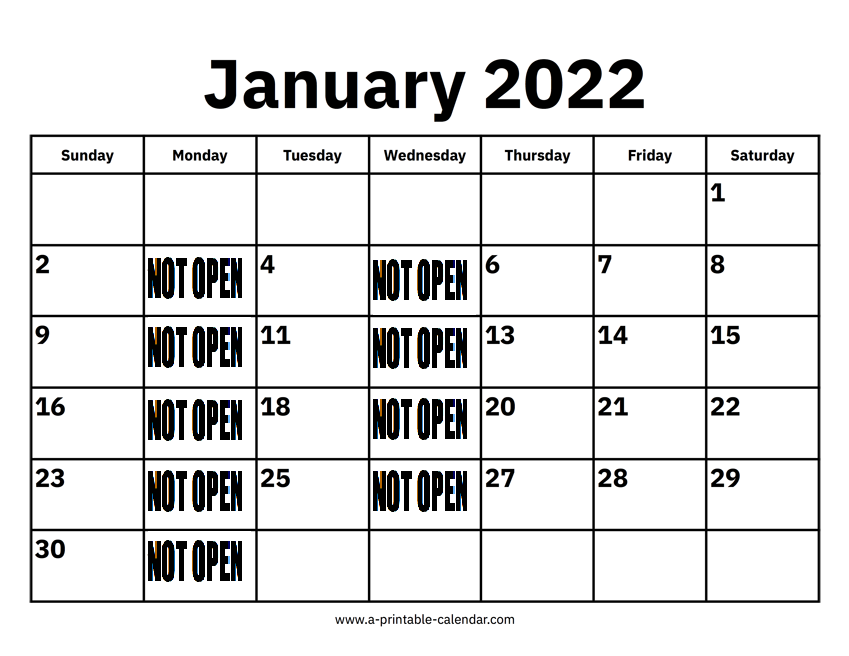 January 2022
Sunday Monday Tuesday Wednesday Thursday Friday Saturday
1
2 NOT OPEN 4 NOT OPEN 6 7 8
9 NOT OPEN 11 NOT OPEN 13 14 15
16 NOT OPEN 18 NOT OPEN 20 21 22
23 NOT OPEN 25 NOT OPEN 27 28 29
30 NOT OPEN
www.a-printable-calendar.com